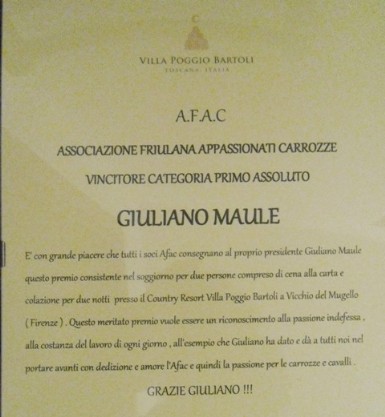 VILLA POGGIO BARTOLI
TOSCANA, ITALIA
A.F.A.C
ASSOCIAZIONE FRIULANA APPASSIONATI CARROZZE
VINCITORE CATEGORIA PRIMO ASSOLUTO
GIULIANO MAULE
E' con grande piacere che tutti i soci Afac consegnano al proprio presidente Giuliano Maule
questo premio consistente nel soggiorno per due persone compreso di cena alla carta e
colazione per due notti presso il Country Resort Villa Poggio Bartoli a Vicchio del Mugello
( Firenze ) . Questo meritato premio vuole essere un riconoscimento alla passione indefessa ,
alla costanza del lavoro di ogni giorno , all'esempio che Giuliano ha dato e dà a tutti noi nel
portare avanti con dedizione e amore l'Afac e quindi la passione per le carrozze e cavalli .
GRAZIE GIULIANO !!!